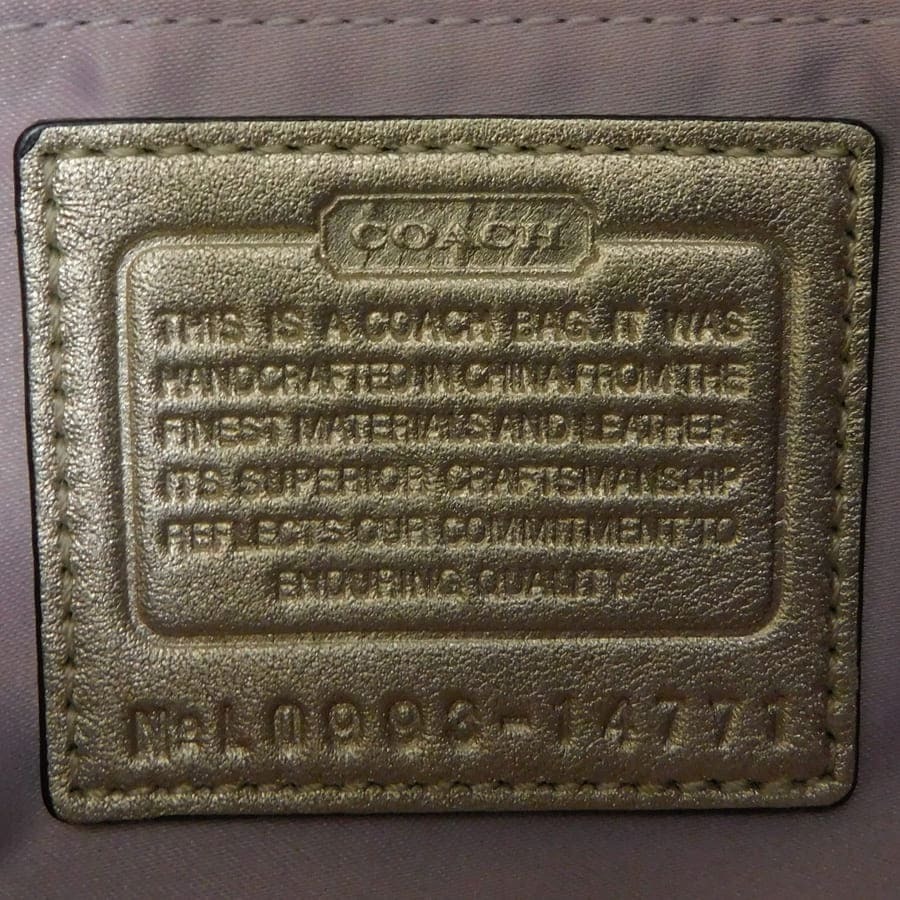 COACH
THIS IS A COACH BAG. IT WAS
HANDCRAFTED IN CHINA FROM THE
FINEST MATERIALS AND LEATHER.
ITS SUPERIOR CRAFTSMANSHIP
REFLECTS OUR COMMITMENT TO
ENDURING QUALITY.
No LM993-14771